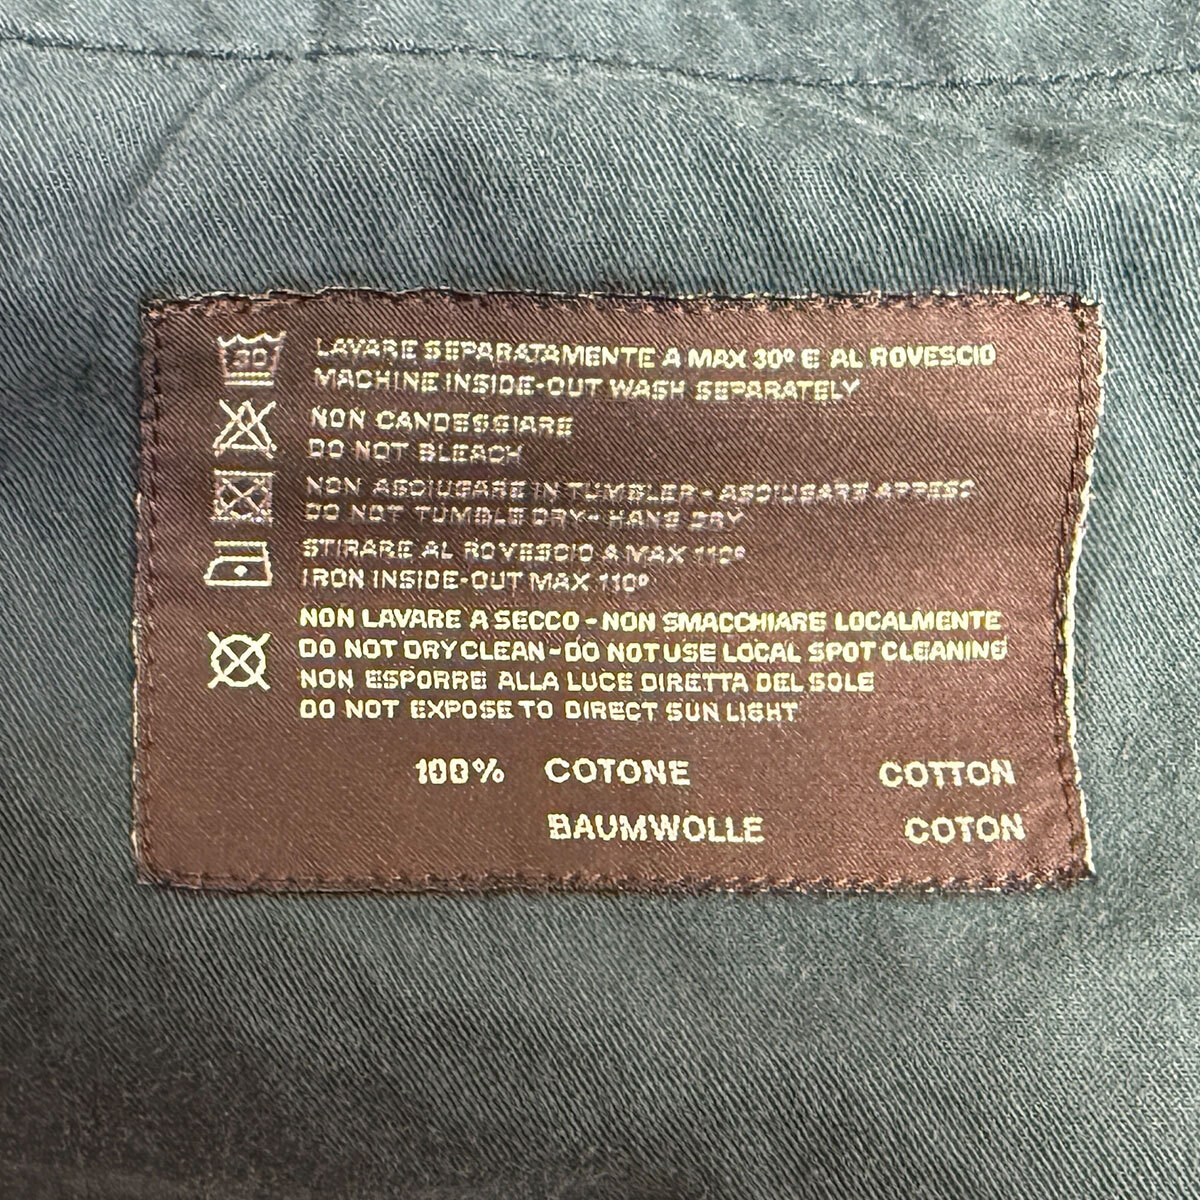 30
LAVARE SEPARATAMENTE A MAX 30º E AL ROVESCIO
MACHINE INSIDE-OUT WASH SEPARATELY
NON CANDESSIARE
DO NOT BLEACH
NON ASCIUGARE IN TUMBLER - ASCIUGARE APPESO
DO NOT TUMBLE DRY - HANG DRY
STIRARE AL ROVESCIO A MAX 110º
IRON INSIDE-OUT MAX 110º
NON LAVARE A SECCO - NON SMACCHIARE LOCALMENTE
DO NOT DRY CLEAN - DO NOT USE LOCAL SPOT CLEANING
NON ESPORRE ALLA LUCE DIRETTA DEL SOLE
DO NOT EXPOSE TO DIRECT SUN LIGHT
100% COTONE COTTON
BAUMWOLLE COTON